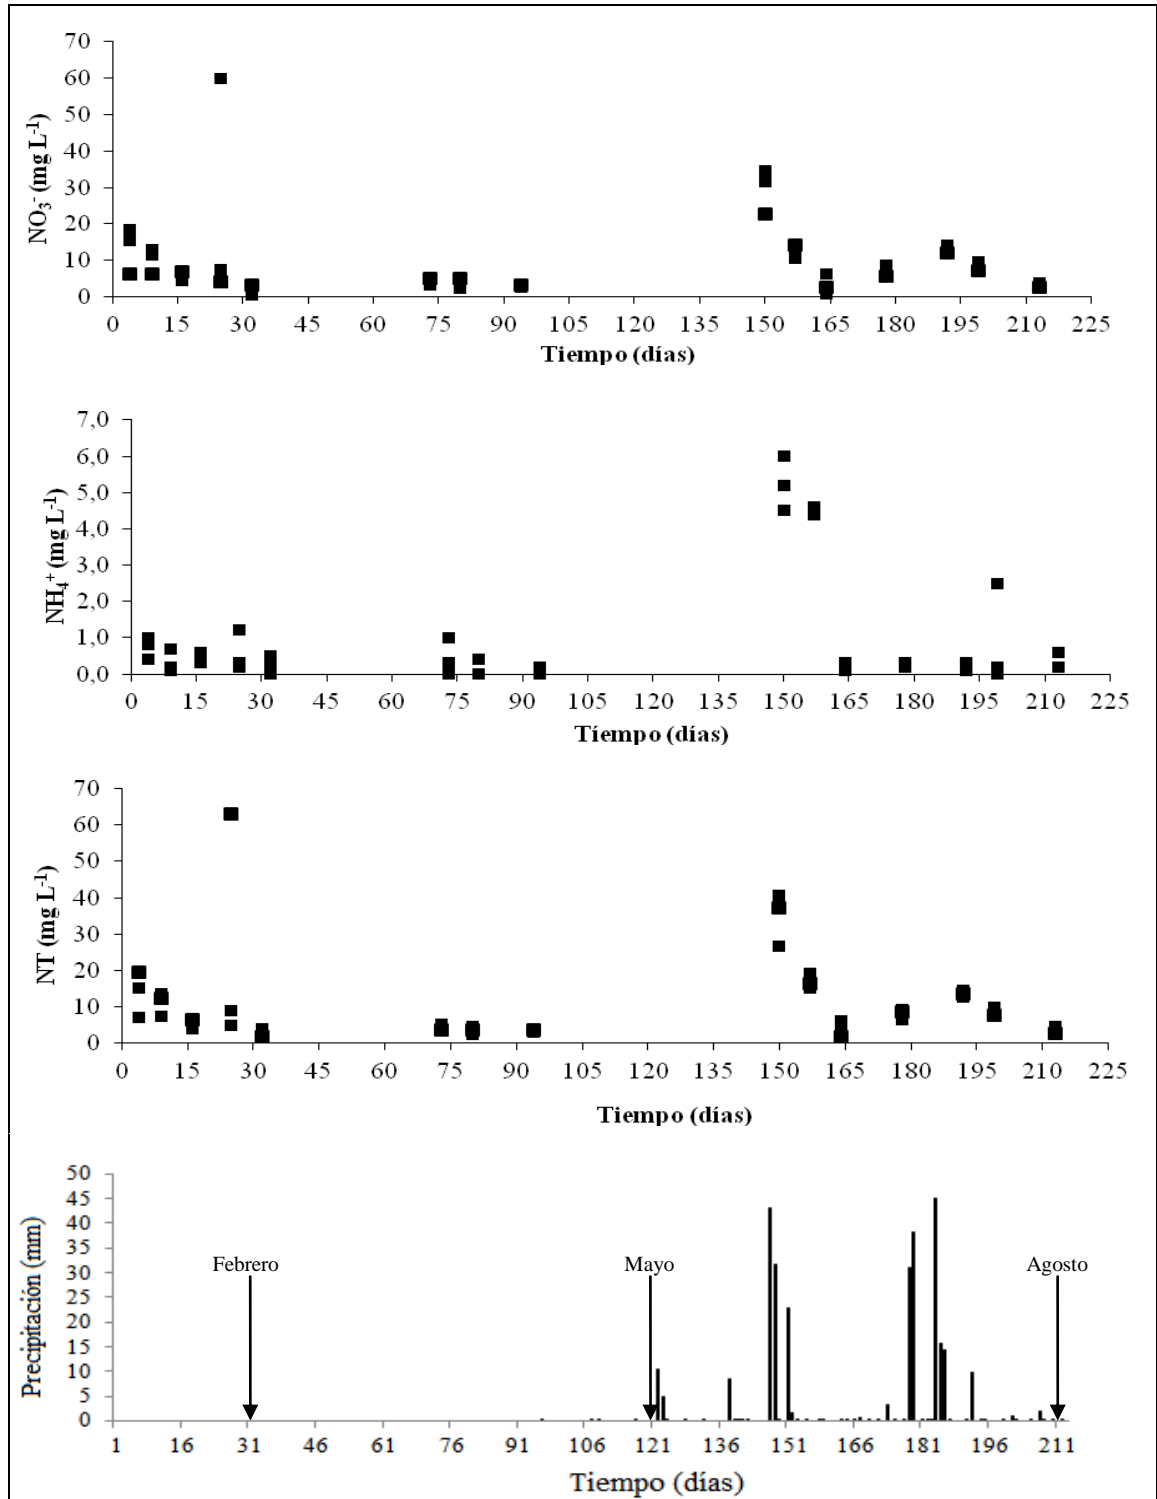 70
60
50
40
30
20
10
0
NO₃⁻ (mg L⁻¹)
0 15 30 45 60 75 90 105 120 135 150 165 180 195 210 225
Tiempo (días)
7,0
6,0
5,0
4,0
3,0
2,0
1,0
0,0
NH₄⁺ (mg L⁻¹)
0 15 30 45 60 75 90 105 120 135 150 165 180 195 210 225
Tíempo (días)
70
60
50
40
30
20
10
0
NT (mg L⁻¹)
0 15 30 45 60 75 90 105 120 135 150 165 180 195 210 225
Tiempo (días)
50
45
40
35
30
25
20
15
10
5
0
Precipitación (mm)
Febrero Mayo Agosto
1 16 31 46 61 76 91 106 121 136 151 166 181 196 211
Tiempo (días)